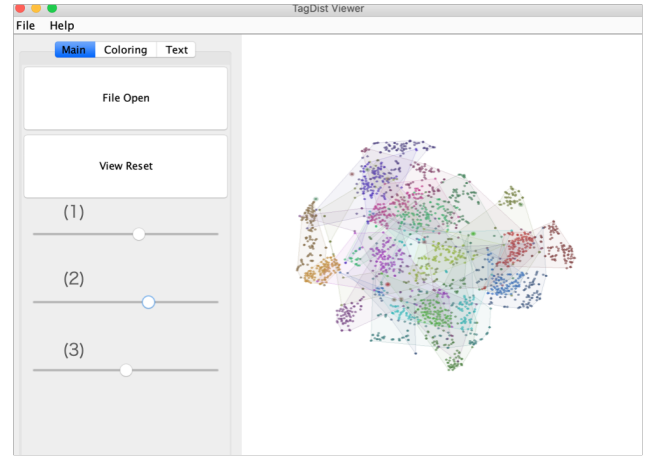 TagDist Viewer
File Help
Main Coloring Text
File Open
View Reset
(1)
(2)
(3)